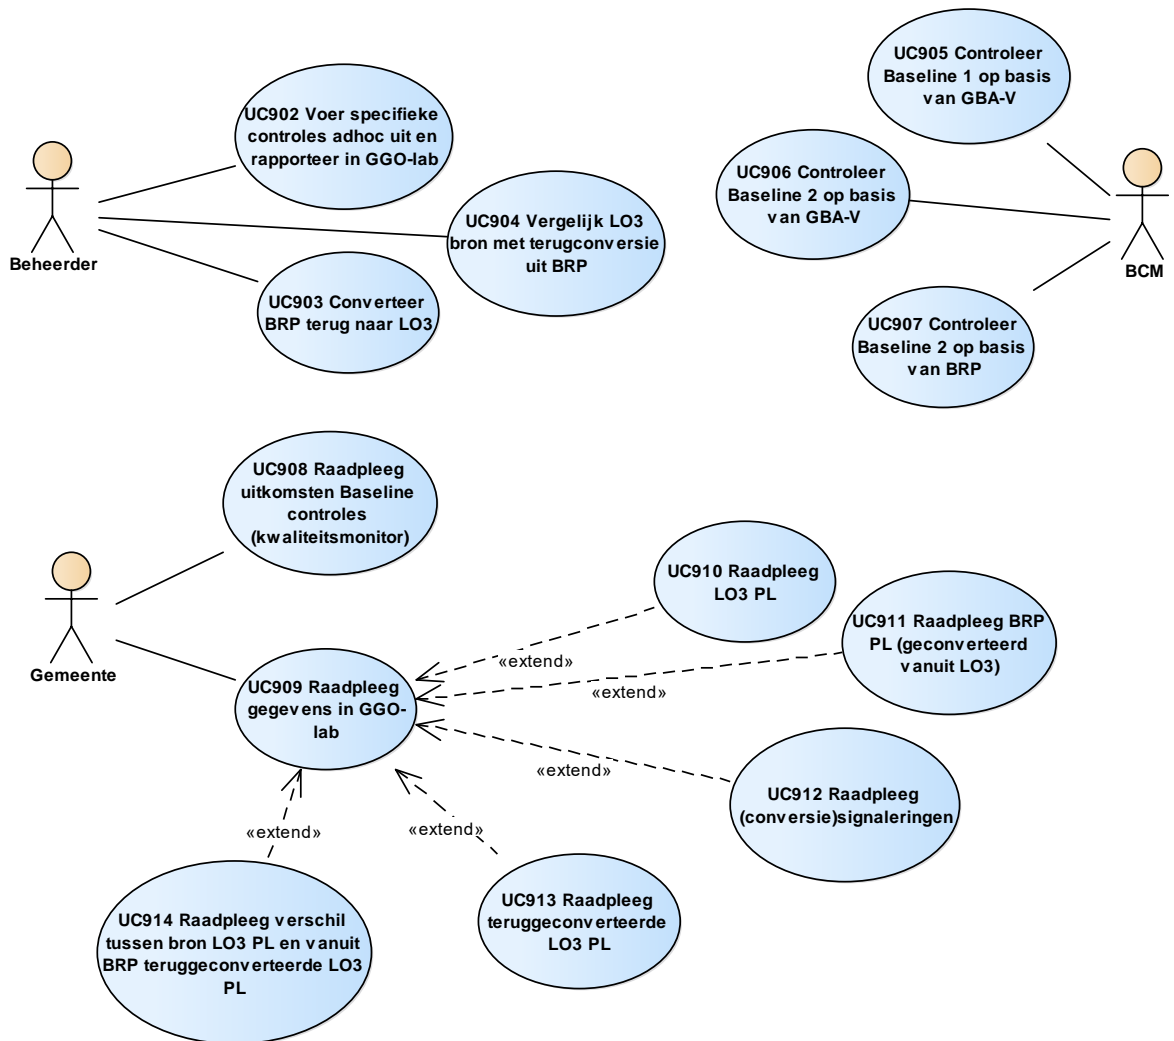 UC902 Voer specifieke
controles adhoc uit en
rapporteer in GGO-lab
Beheerder
UC904 Vergelijk LO3
bron met terugconversie
uit BRP
UC903 Converteer
BRP terug naar LO3
UC905 Controleer
Baseline 1 op basis
van GBA-V
UC906 Controleer
Baseline 2 op basis
van GBA-V
BCM
UC907 Controleer
Baseline 2 op basis
van BRP
UC908 Raadpleeg
uitkomsten Baseline
controles
(kwaliteitsmonitor)
Gemeente
UC909 Raadpleeg
gegevens in GGO-
lab
UC910 Raadpleeg
LO3 PL
«extend»
UC911 Raadpleeg BRP
PL (geconverteerd
vanuit LO3)
«extend»
UC912 Raadpleeg
(conversie)signaleringen
«extend»
UC913 Raadpleeg
teruggeconverteerde
LO3 PL
«extend»
UC914 Raadpleeg verschil
tussen bron LO3 PL en vanuit
BRP teruggeconverteerde LO3
PL
«extend»